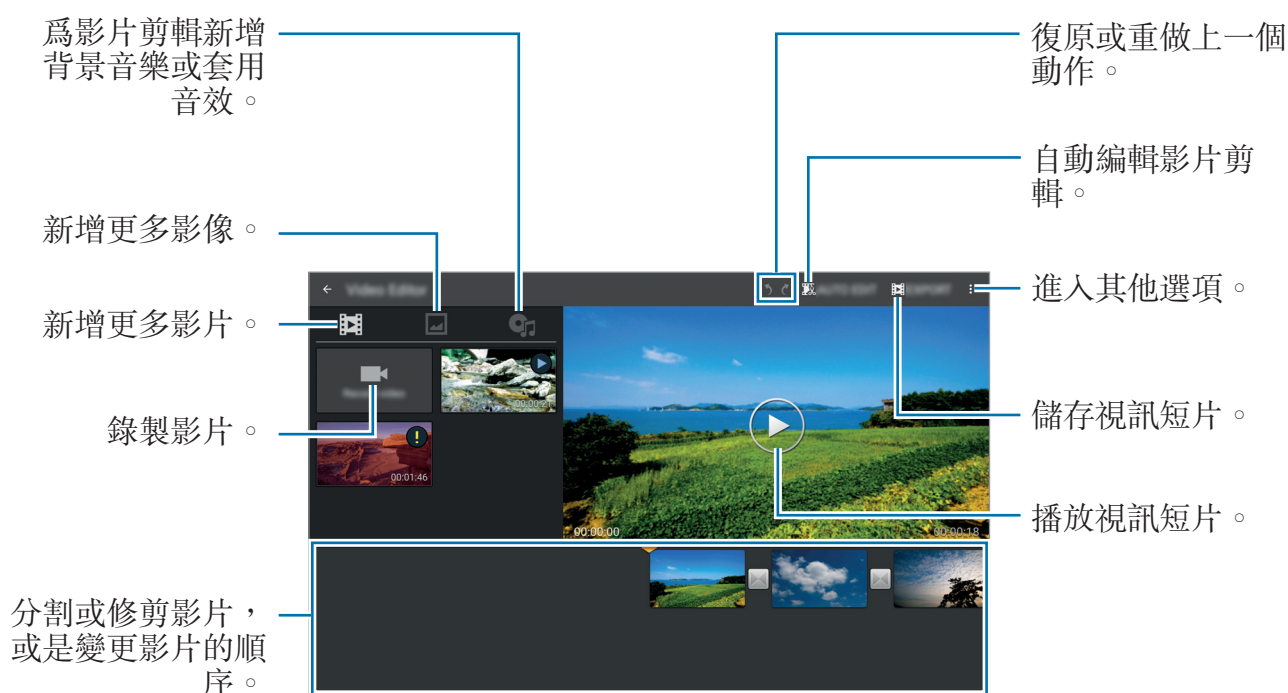 爲影片剪輯新增
背景音樂或套用
音效。
新增更多影像。
新增更多影片。
錄製影片。
分割或修剪影片，
或是變更影片的順
序。
復原或重做上一個
動作。
自動編輯影片剪
輯。
進入其他選項。
儲存視訊短片。
播放視訊短片。
Video Editor
AUTO EDIT
EXPORT
Record video
00:00:21
00:01:46
00:00:00
00:00:18